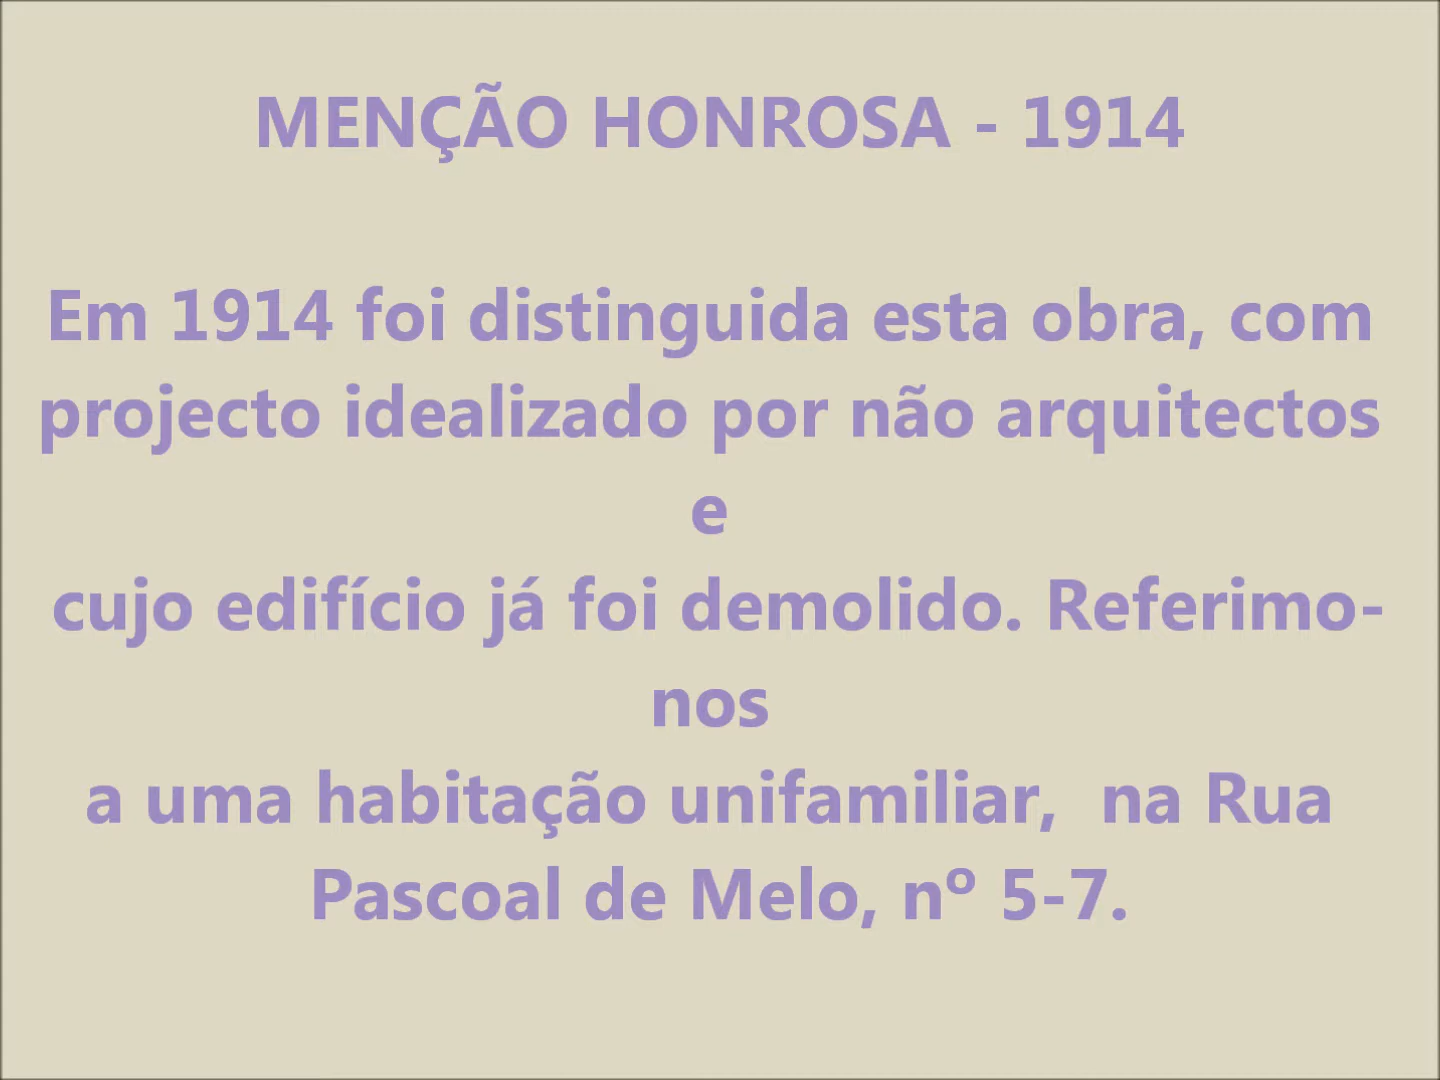 MENÇÃO HONROSA - 1914
Em 1914 foi distinguida esta obra, com
projecto idealizado por não arquitectos
e
cujo edifício já foi demolido. Referimo-
nos
a uma habitação unifamiliar,  na Rua
Pascoal de Melo, nº 5-7.